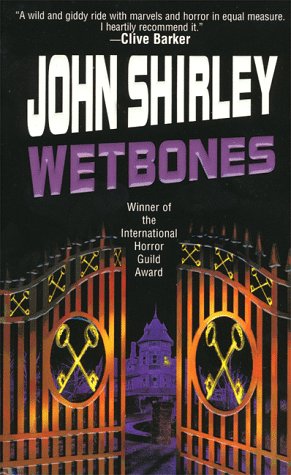 "A wild and giddy ride with marvels and horror in equal measure.
I heartily recommend it."
—Clive Barker
JOHN SHIRLEY
WETBONES
Winner of
the
International
Horror
Guild
Award